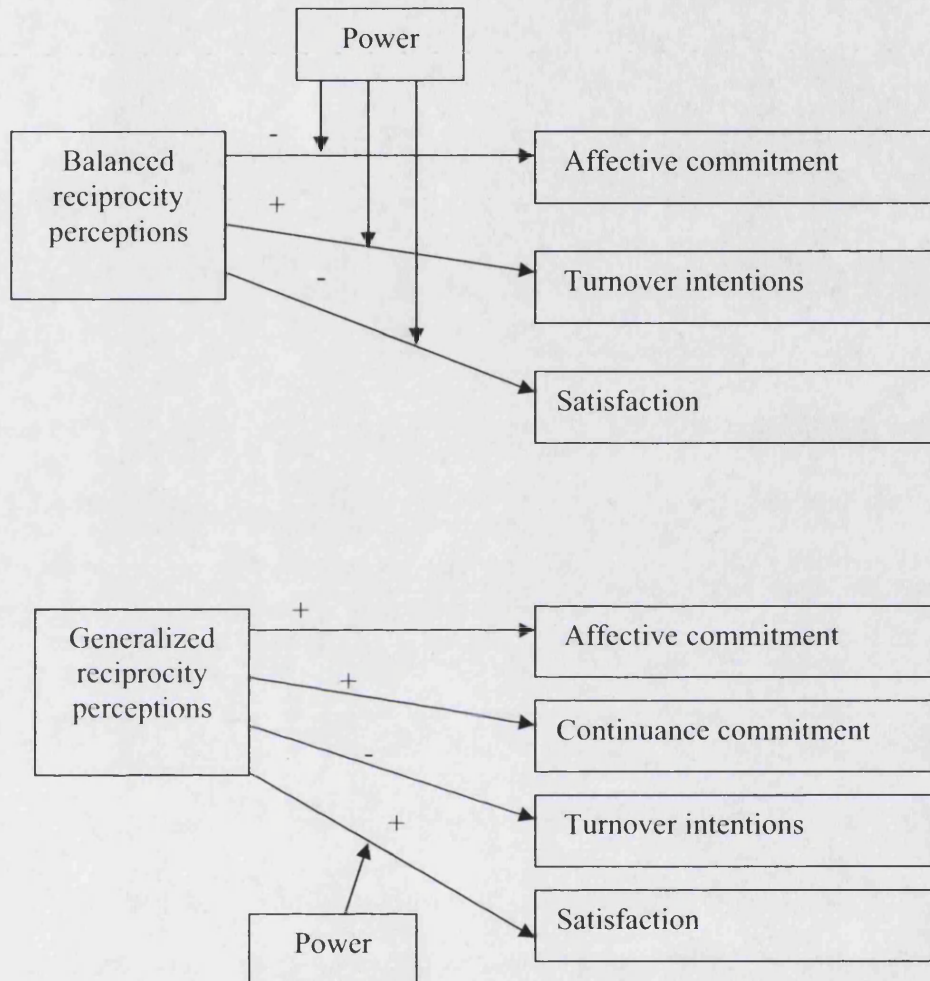 Power
-
Balanced
reciprocity
perceptions
Affective commitment
+
Turnover intentions
-
Satisfaction
+
Generalized
reciprocity
perceptions
Affective commitment
+
Continuance commitment
-
Turnover intentions
+
Satisfaction
Power